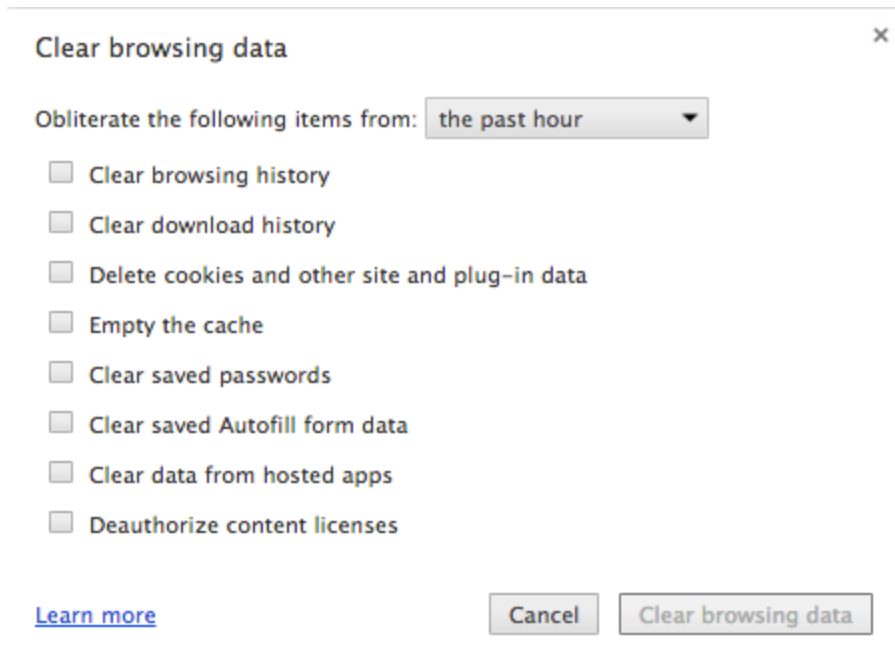 Clear browsing data
Obliterate the following items from: the past hour
Clear browsing history
Clear download history
Delete cookies and other site and plug-in data
Empty the cache
Clear saved passwords
Clear saved Autofill form data
Clear data from hosted apps
Deauthorize content licenses
Learn more Cancel Clear browsing data